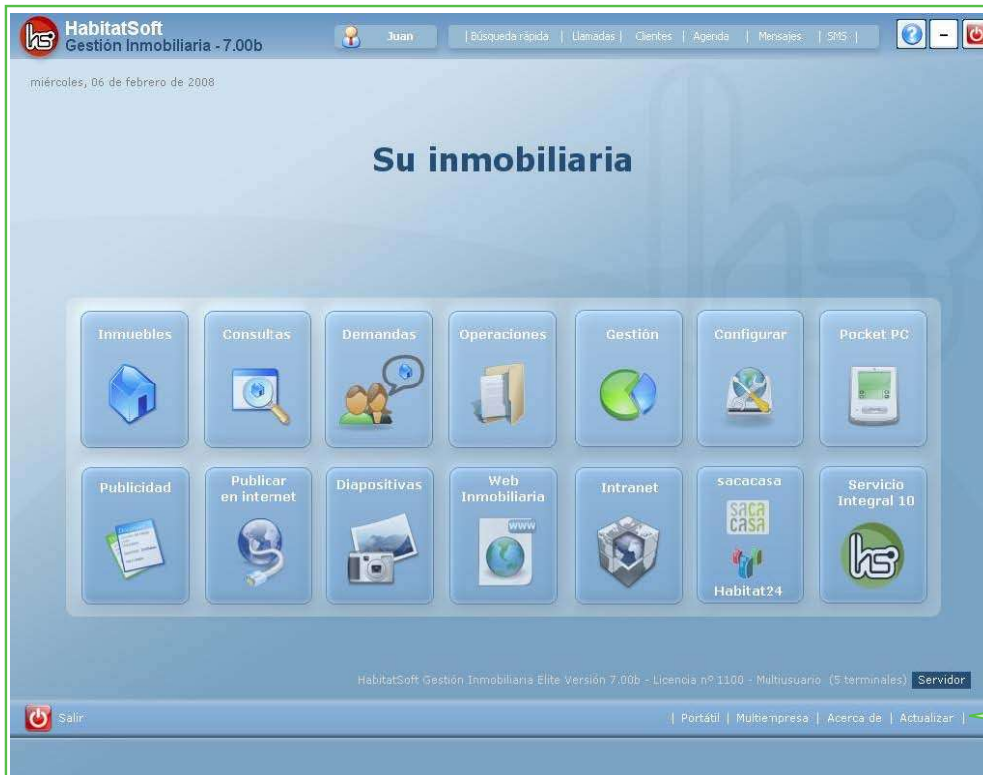 HabitatSoft
Gestión Inmobiliaria - 7.00b
Juan
| Búsqueda rápida | Llamadas | Clientes | Agenda | Mensajes | SMS |
miércoles, 06 de febrero de 2008
Su inmobiliaria
Inmuebles
Consultas
Demandas
Operaciones
Gestión
Configurar
Pocket PC
Publicidad
Publicar
en internet
Diapositivas
Web
Inmobiliaria
www
Intranet
sacacasa
saca
casa
Habitat24
Servicio
Integral 10
hs
HabitatSoft Gestión Inmobiliaria Elite Versión 7.00b - Licencia nº 1100 - Multiusuario (5 terminales) Servidor
Salir
| Portátil | Multiempresa | Acerca de | Actualizar |